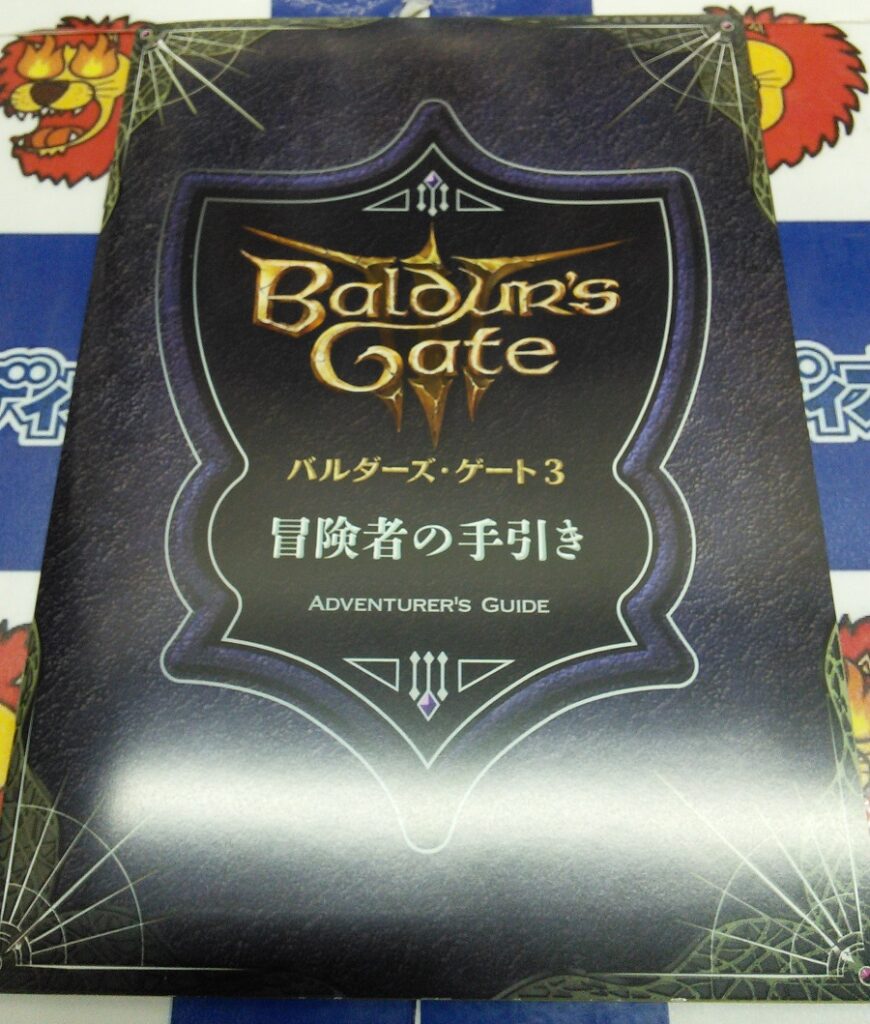 Baldur's
Gate
バルダーズ・ゲート3
冒険者の手引き
Adventurer's Guide